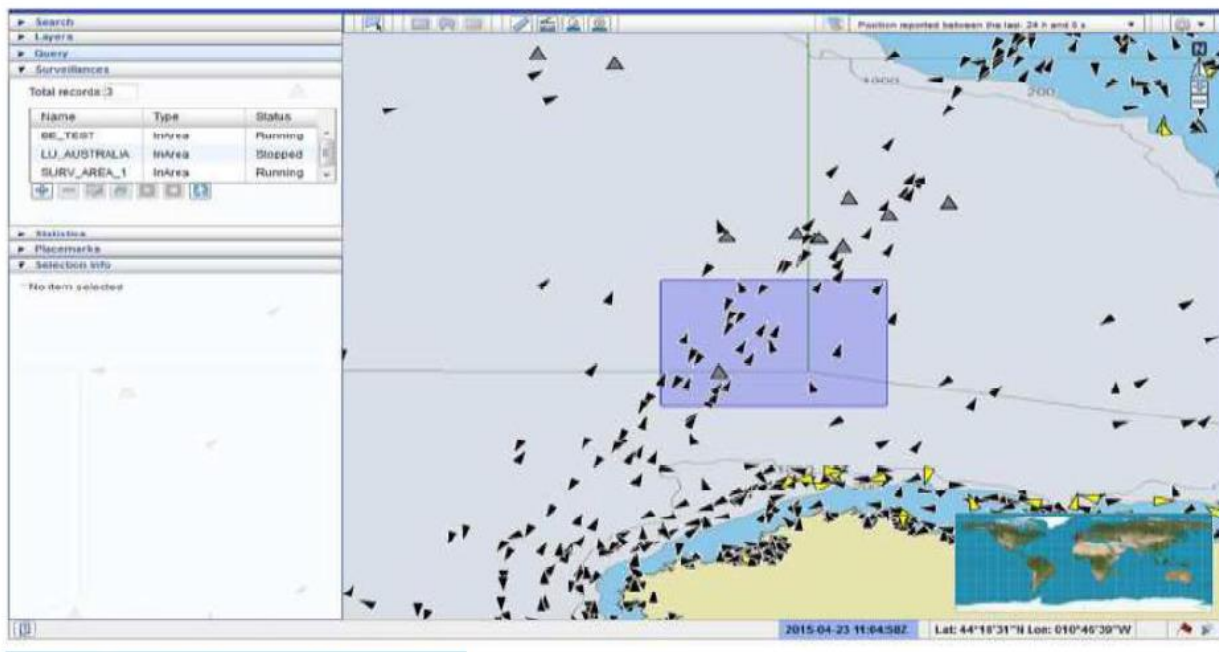 Search
Layers
Query
Surveillances
Total records: 3
Name Type Status
BE_TEST InArea Running
LU_AUSTRALIA InArea Stopped
SURV_AREA_1 InArea Running
Statistics
Placemarks
Selection Info
No item selected
Position reported between the last: 24 h and 0 s
N
1000
200
2015-04-23 11:04:58Z
Lat: 44°18'31"N Lon: 010°46'39"W